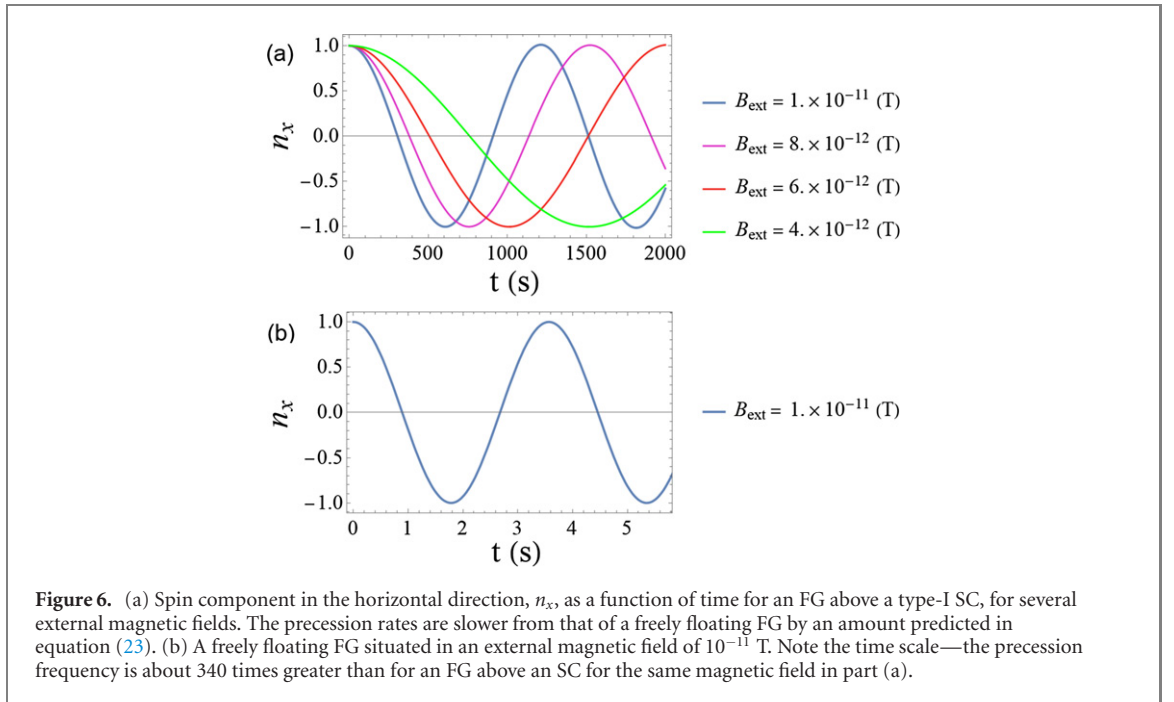 (a)
1.0
0.5
0.0
−0.5
−1.0
n_x
0 500 1000 1500 2000
t (s)
B_ext = 1. × 10^−11 (T)
B_ext = 8. × 10^−12 (T)
B_ext = 6. × 10^−12 (T)
B_ext = 4. × 10^−12 (T)
(b)
1.0
0.5
0.0
−0.5
−1.0
n_x
0 1 2 3 4 5
t (s)
B_ext = 1. × 10^−11 (T)
Figure 6. (a) Spin component in the horizontal direction, n_x, as a function of time for an FG above a type-I SC, for several
external magnetic fields. The precession rates are slower from that of a freely floating FG by an amount predicted in
equation (23). (b) A freely floating FG situated in an external magnetic field of 10^−11 T. Note the time scale—the precession
frequency is about 340 times greater than for an FG above an SC for the same magnetic field in part (a).